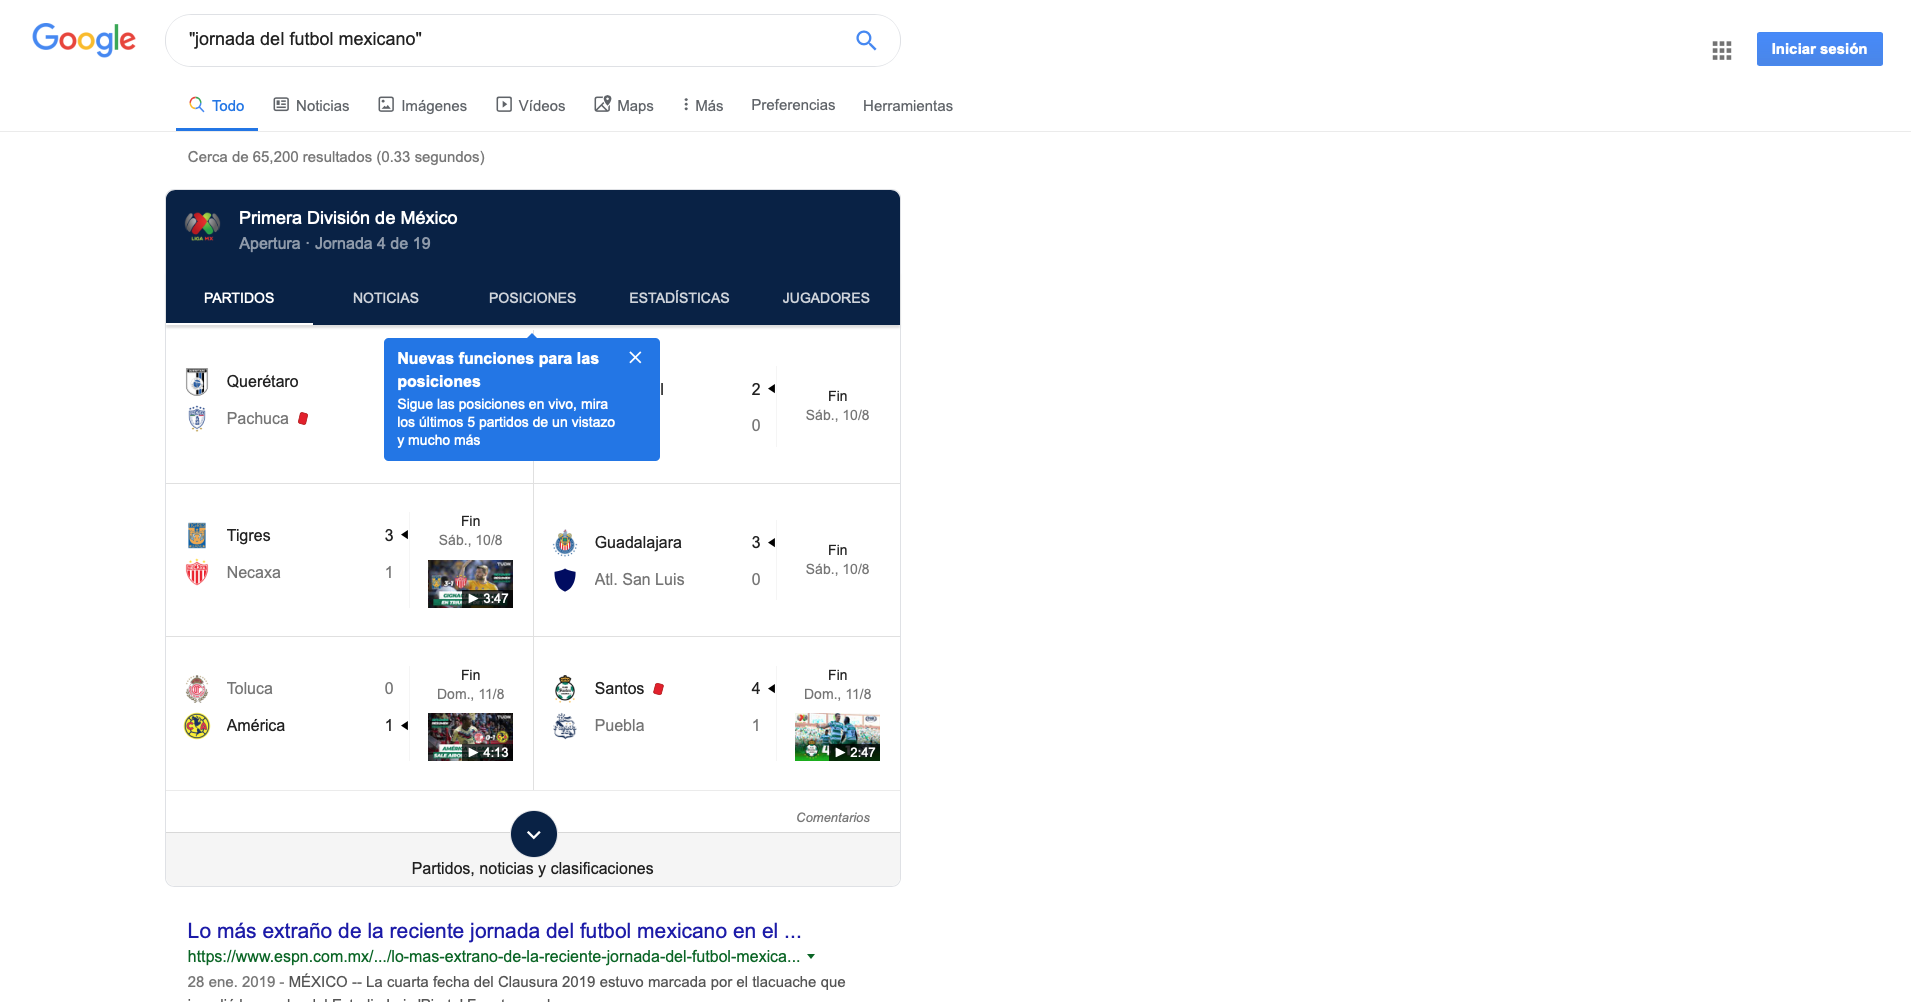 Google
"jornada del futbol mexicano"
Iniciar sesión
Todo
Noticias
Imágenes
Vídeos
Maps
Más
Preferencias
Herramientas
Cerca de 65,200 resultados (0.33 segundos)
Primera División de México
Apertura · Jornada 4 de 19
LIGA MX
PARTIDOS
NOTICIAS
POSICIONES
ESTADÍSTICAS
JUGADORES
Nuevas funciones para las
posiciones
Sigue las posiciones en vivo, mira
los últimos 5 partidos de un vistazo
y mucho más
Querétaro
Pachuca
l 2
0
Fin
Sáb., 10/8
Tigres 3
Necaxa 1
Fin
Sáb., 10/8
3:47
Guadalajara 3
Atl. San Luis 0
Fin
Sáb., 10/8
Toluca 0
América 1
Fin
Dom., 11/8
4:13
Santos 4
Puebla 1
Fin
Dom., 11/8
2:47
Comentarios
Partidos, noticias y clasificaciones
Lo más extraño de la reciente jornada del futbol mexicano en el ...
https://www.espn.com.mx/.../lo-mas-extrano-de-la-reciente-jornada-del-futbol-mexica...
28 ene. 2019 - MÉXICO -- La cuarta fecha del Clausura 2019 estuvo marcada por el tlacuache que